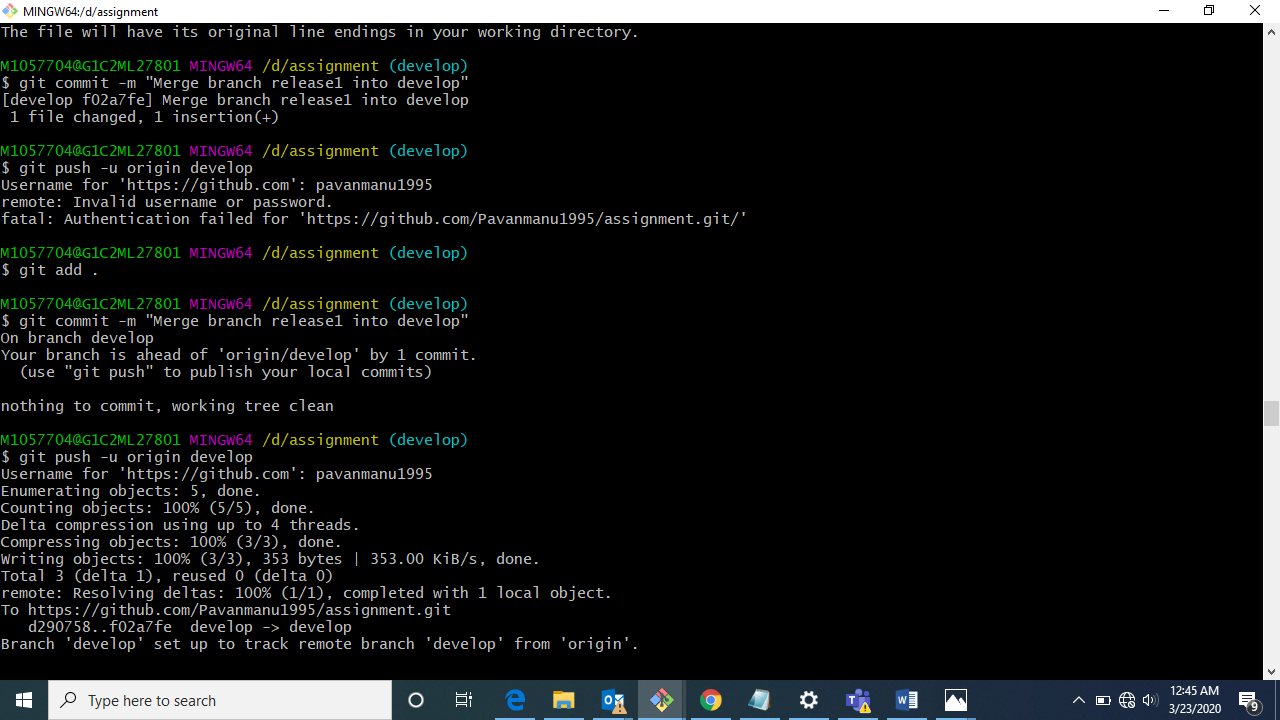 MINGW64:/d/assignment
The file will have its original line endings in your working directory.
M1057704@G1C2ML27801 MINGW64 /d/assignment (develop)
$ git commit -m "Merge branch release1 into develop"
[develop f02a7fe] Merge branch release1 into develop
 1 file changed, 1 insertion(+)
M1057704@G1C2ML27801 MINGW64 /d/assignment (develop)
$ git push -u origin develop
Username for 'https://github.com': pavanmanu1995
remote: Invalid username or password.
fatal: Authentication failed for 'https://github.com/Pavanmanu1995/assignment.git/'
M1057704@G1C2ML27801 MINGW64 /d/assignment (develop)
$ git add .
M1057704@G1C2ML27801 MINGW64 /d/assignment (develop)
$ git commit -m "Merge branch release1 into develop"
On branch develop
Your branch is ahead of 'origin/develop' by 1 commit.
  (use "git push" to publish your local commits)
nothing to commit, working tree clean
M1057704@G1C2ML27801 MINGW64 /d/assignment (develop)
$ git push -u origin develop
Username for 'https://github.com': pavanmanu1995
Enumerating objects: 5, done.
Counting objects: 100% (5/5), done.
Delta compression using up to 4 threads.
Compressing objects: 100% (3/3), done.
Writing objects: 100% (3/3), 353 bytes | 353.00 KiB/s, done.
Total 3 (delta 1), reused 0 (delta 0)
remote: Resolving deltas: 100% (1/1), completed with 1 local object.
To https://github.com/Pavanmanu1995/assignment.git
   d290758..f02a7fe  develop -> develop
Branch 'develop' set up to track remote branch 'develop' from 'origin'.
Type here to search
12:45 AM
3/23/2020
9